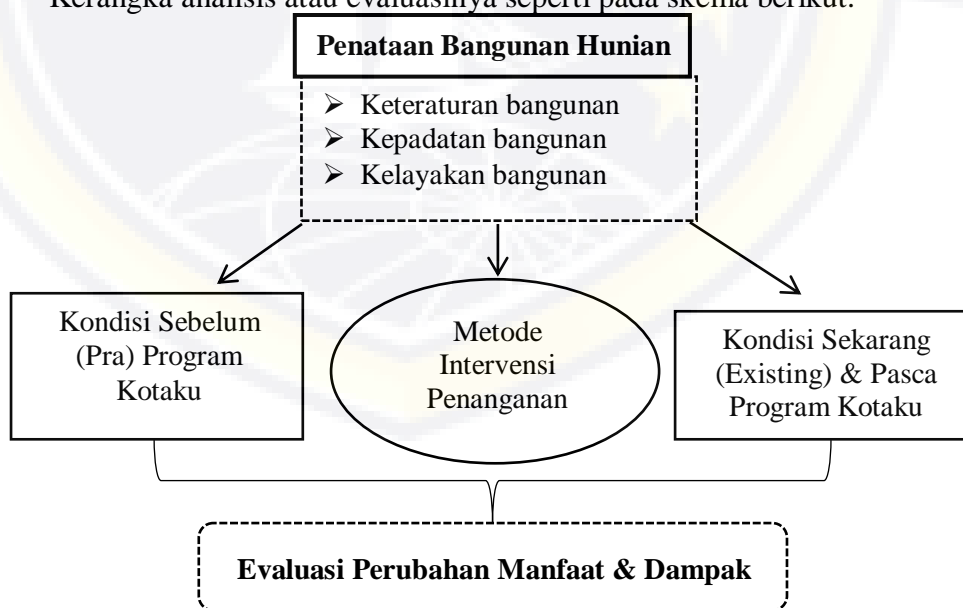 Kerangka analisis atau evaluasinya seperti pada skema berikut:
Penataan Bangunan Hunian
➢ Keteraturan bangunan
➢ Kepadatan bangunan
➢ Kelayakan bangunan
Kondisi Sebelum
(Pra) Program
Kotaku
Metode
Intervensi
Penanganan
Kondisi Sekarang
(Existing) & Pasca
Program Kotaku
Evaluasi Perubahan Manfaat & Dampak